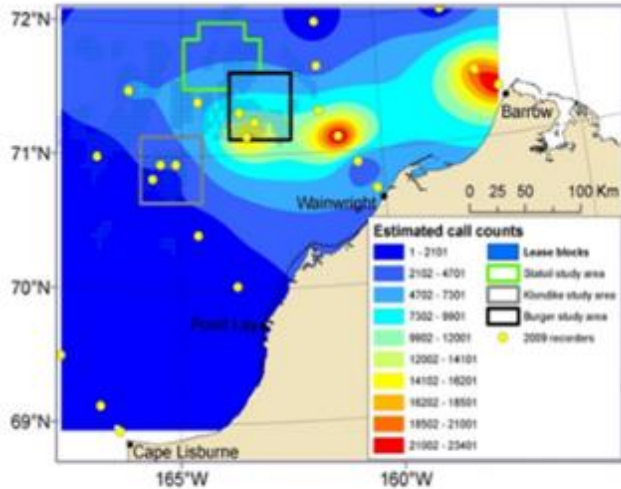 72°N
71°N
70°N
69°N
165°W
160°W
Barrow
Wainwright
Point Lay
Cape Lisburne
0 25 50 100 Km
Estimated call counts
1 - 2101
2102 - 4701
4702 - 7301
7302 - 9901
9902 - 12001
12002 - 14101
14102 - 16201
16202 - 18501
18502 - 21001
21002 - 23401
Lease blocks
Statoil study area
Klondike study area
Burger study area
2009 recorders